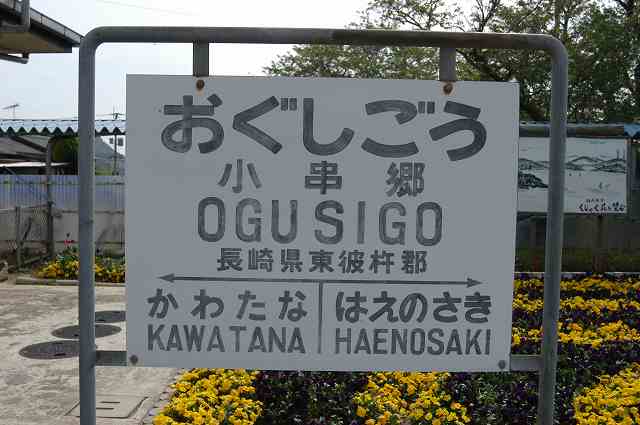 おぐしごう
小串郷
OGUSIGO
長崎県東彼杵郡
かわたな はえのさき
KAWATANA HAENOSAKI